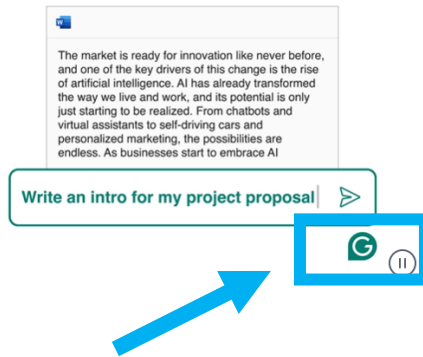 The market is ready for innovation like never before,
and one of the key drivers of this change is the rise
of artificial intelligence. AI has already transformed
the way we live and work, and its potential is only
just starting to be realized. From chatbots and
virtual assistants to self-driving cars and
personalized marketing, the possibilities are
endless. As businesses start to embrace AI
Write an intro for my project proposal